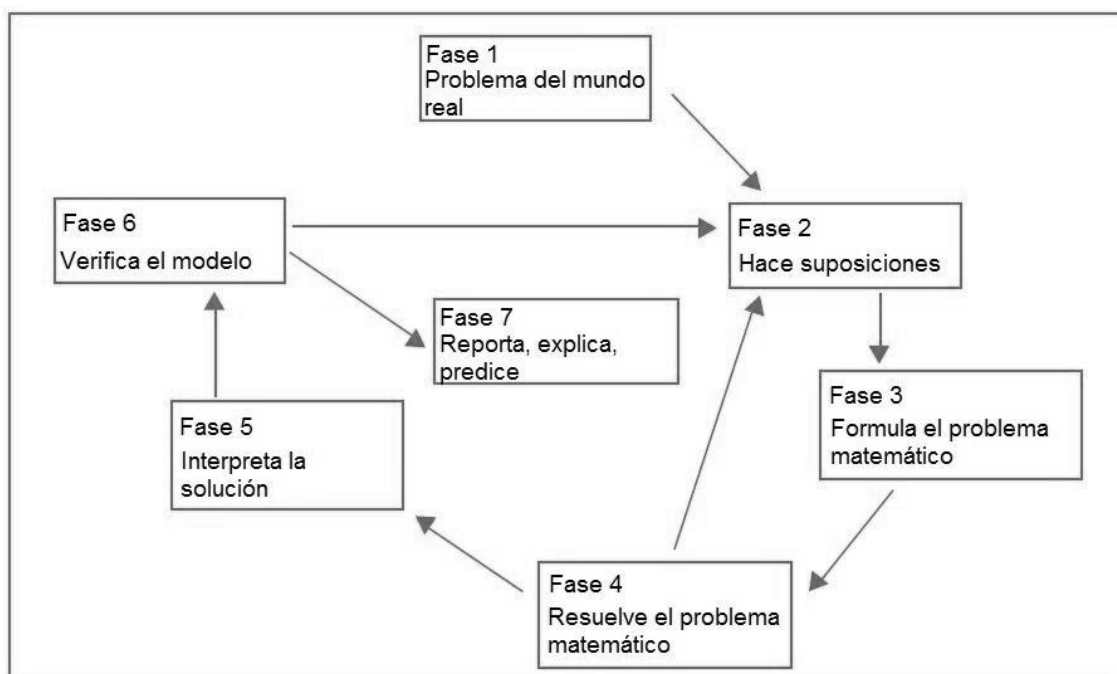 Fase 1
Problema del mundo
real
Fase 2
Hace suposiciones
Fase 3
Formula el problema
matemático
Fase 4
Resuelve el problema
matemático
Fase 5
Interpreta la
solución
Fase 6
Verifica el modelo
Fase 7
Reporta, explica,
predice